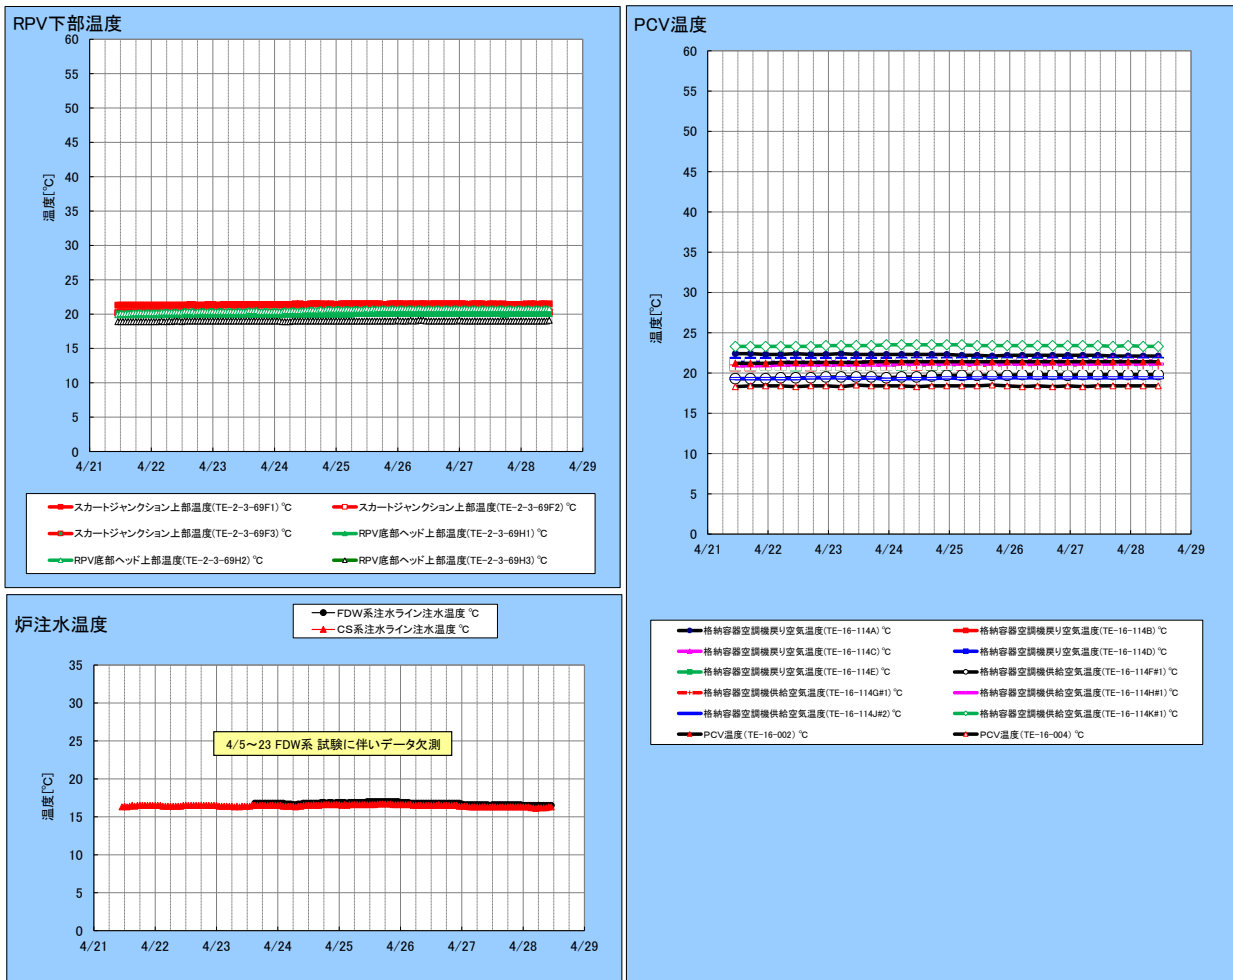 RPV下部温度
60
55
50
45
40
35
30
25
20
15
10
5
0
温度[℃]
4/21 4/22 4/23 4/24 4/25 4/26 4/27 4/28 4/29
スカートジャンクション上部温度(TE-2-3-69F1) ℃ スカートジャンクション上部温度(TE-2-3-69F2) ℃
スカートジャンクション上部温度(TE-2-3-69F3) ℃ RPV底部ヘッド上部温度(TE-2-3-69H1) ℃
RPV底部ヘッド上部温度(TE-2-3-69H2) ℃ RPV底部ヘッド上部温度(TE-2-3-69H3) ℃
炉注水温度
FDW系注水ライン注水温度 ℃
CS系注水ライン注水温度 ℃
35
30
25
20
15
10
5
0
温度[℃]
4/5～23 FDW系 試験に伴いデータ欠測
4/21 4/22 4/23 4/24 4/25 4/26 4/27 4/28 4/29
PCV温度
60
55
50
45
40
35
30
25
20
15
10
5
0
温度[℃]
4/21 4/22 4/23 4/24 4/25 4/26 4/27 4/28 4/29
格納容器空調機戻り空気温度(TE-16-114A) ℃ 格納容器空調機戻り空気温度(TE-16-114B) ℃
格納容器空調機戻り空気温度(TE-16-114C) ℃ 格納容器空調機戻り空気温度(TE-16-114D) ℃
格納容器空調機戻り空気温度(TE-16-114E) ℃ 格納容器空調機供給空気温度(TE-16-114F#1) ℃
格納容器空調機供給空気温度(TE-16-114G#1) ℃ 格納容器空調機供給空気温度(TE-16-114H#1) ℃
格納容器空調機供給空気温度(TE-16-114J#2) ℃ 格納容器空調機供給空気温度(TE-16-114K#1) ℃
PCV温度(TE-16-002) ℃ PCV温度(TE-16-004) ℃